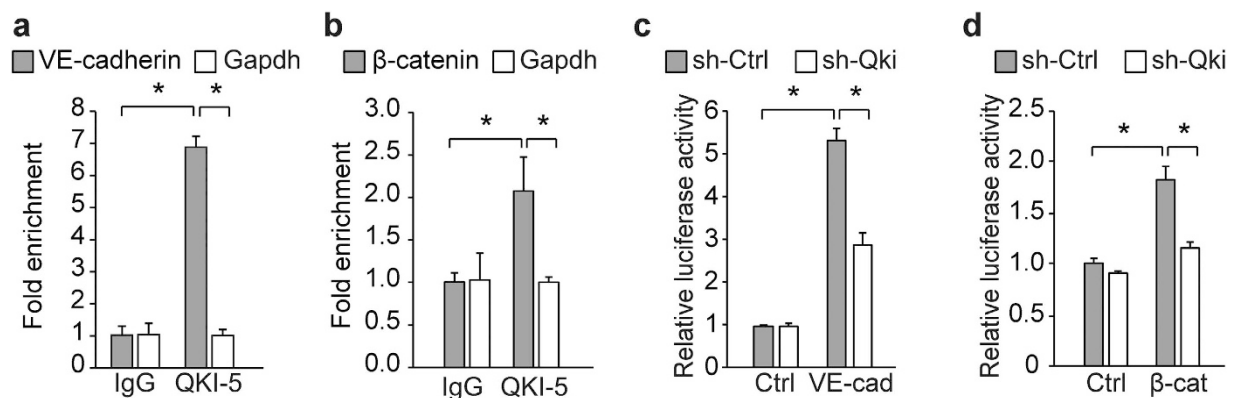 a
VE-cadherin Gapdh
Fold enrichment
8
7
6
5
4
3
2
1
0
* *
IgG QKI-5
b
β-catenin Gapdh
Fold enrichment
3.0
2.5
2.0
1.5
1.0
0.5
0.0
* *
IgG QKI-5
c
sh-Ctrl sh-Qki
Relative luciferase activity
6
5
4
3
2
1
0
* *
Ctrl VE-cad
d
sh-Ctrl sh-Qki
Relative luciferase activity
2.5
2.0
1.5
1.0
0.5
0.0
* *
Ctrl β-cat